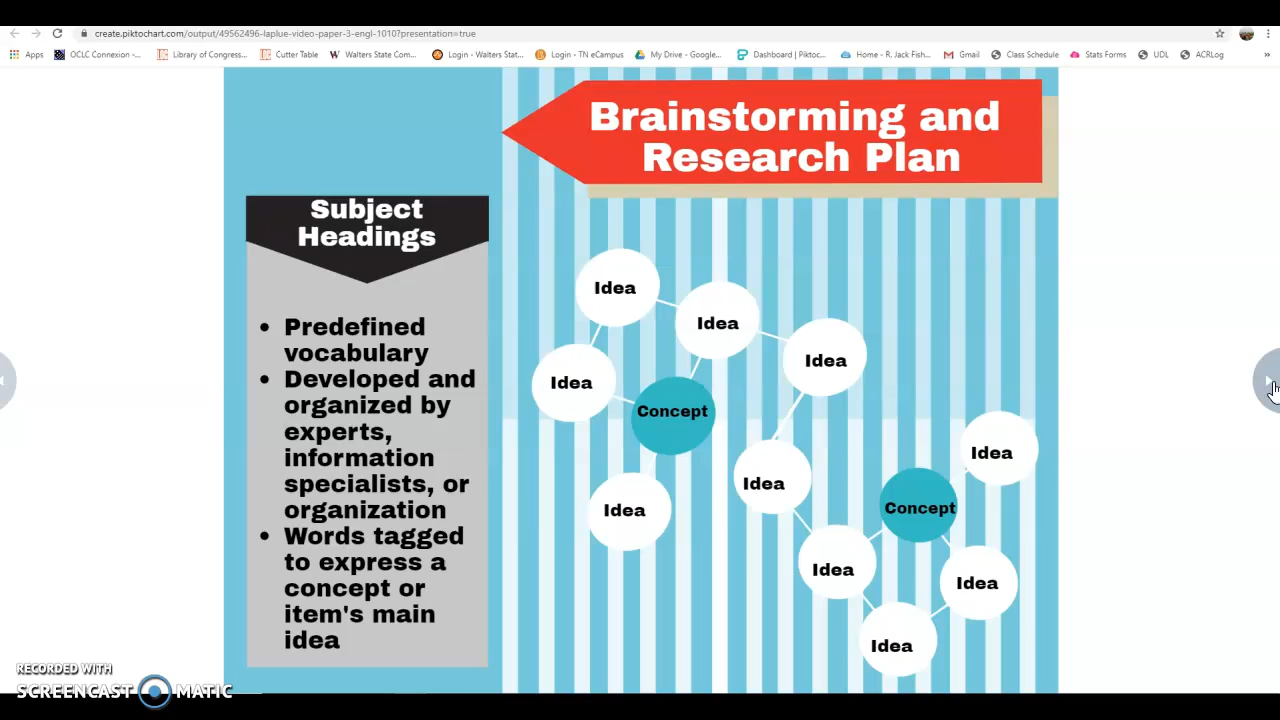 create.piktochart.com/output/49562496-laplue-video-paper-3-engl-1010?presentation=true
Apps OCLC Connexion -... Library of Congress... Cutter Table Walters State Com... Login - Walters Stat... Login - TN eCampus My Drive - Google... Dashboard | Piktoc... Home - R. Jack Fish... Gmail Class Schedule Stats Forms UDL ACRLog »
Brainstorming and
Research Plan
Subject
Headings
• Predefined
vocabulary
• Developed and
organized by
experts,
information
specialists, or
organization
• Words tagged
to express a
concept or
item's main
idea
Idea
Idea
Idea
Idea
Concept
Idea
Idea
Idea
Concept
Idea
Idea
Idea
RECORDED WITH
SCREENCAST MATIC